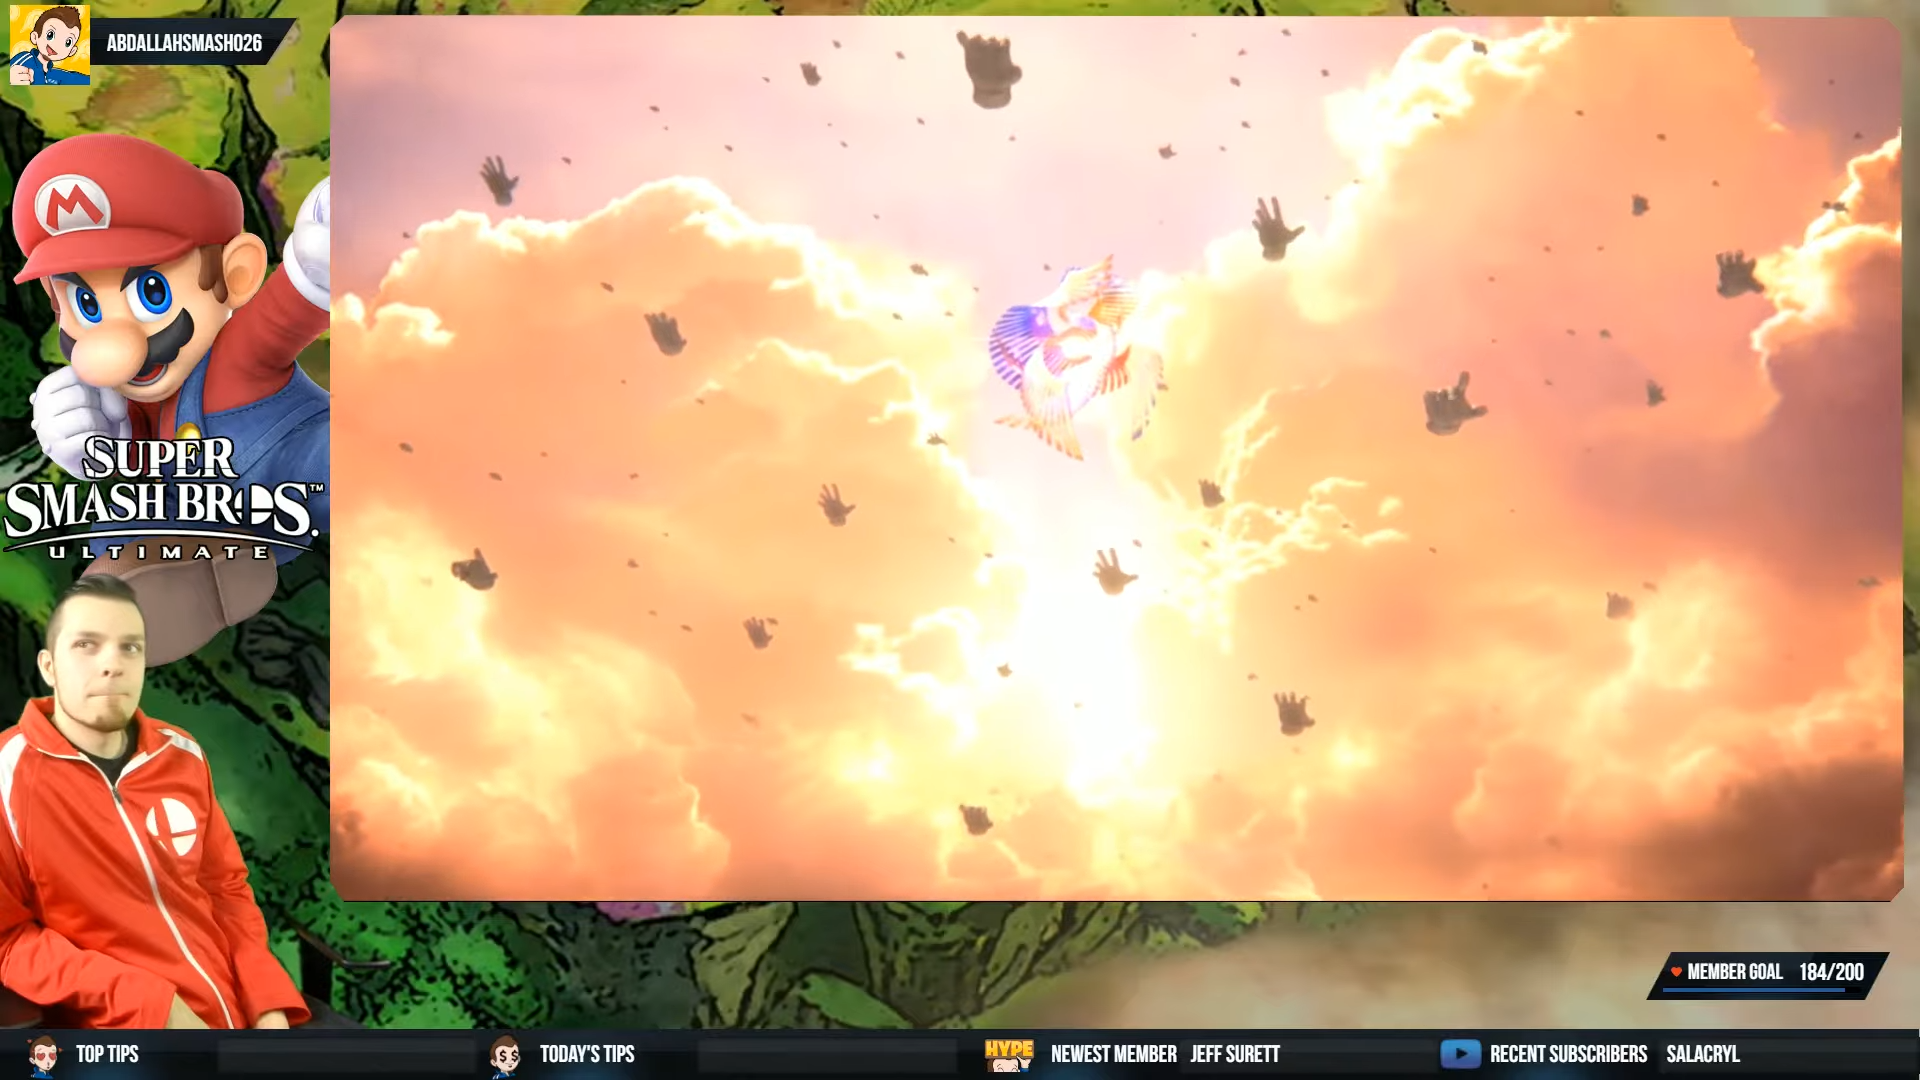 ABDALLAHSMASH026
M
SUPER
SMASH BROS.™
ULTIMATE
MEMBER GOAL 184/200
TOP TIPS
TODAY'S TIPS
HYPE
NEWEST MEMBER JEFF SURETT
RECENT SUBSCRIBERS SALACRYL